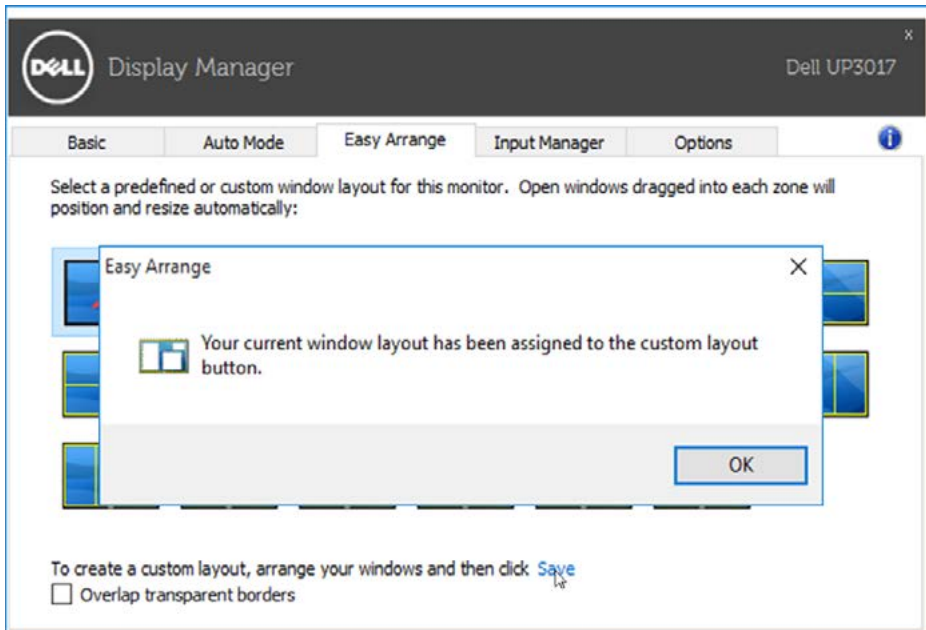 DELL Display Manager
x
Dell UP3017
Basic Auto Mode Easy Arrange Input Manager Options
Select a predefined or custom window layout for this monitor. Open windows dragged into each zone will
position and resize automatically:
Easy Arrange
Your current window layout has been assigned to the custom layout
button.
OK
To create a custom layout, arrange your windows and then click Save
Overlap transparent borders